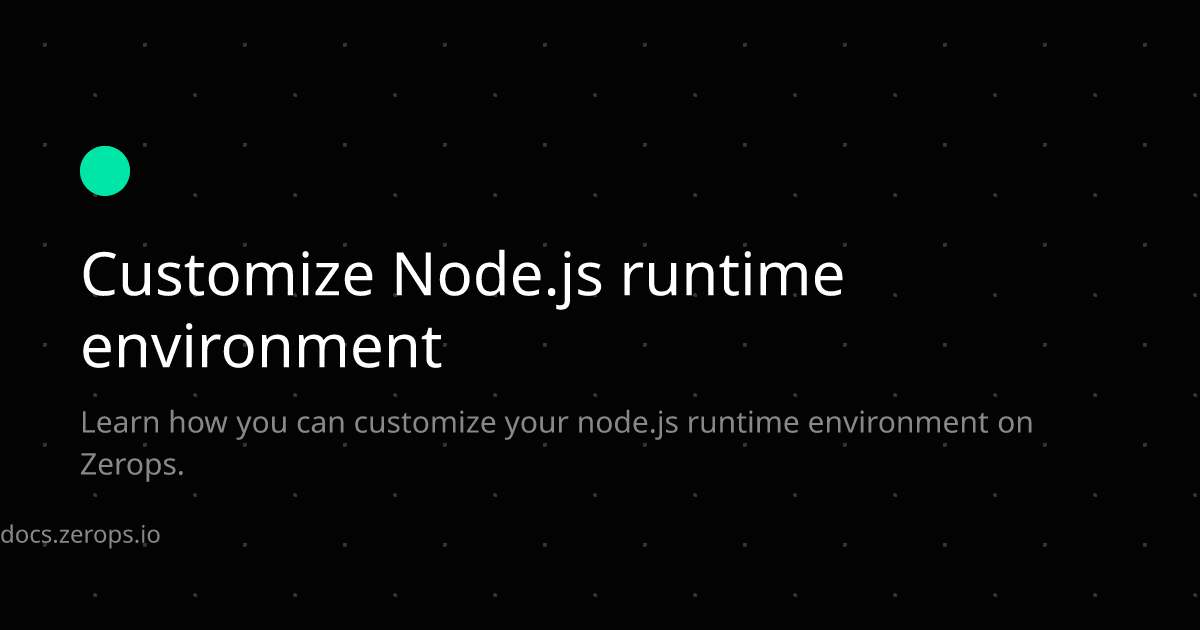 Customize Node.js runtime
environment
Learn how you can customize your node.js runtime environment on
Zerops.
docs.zerops.io